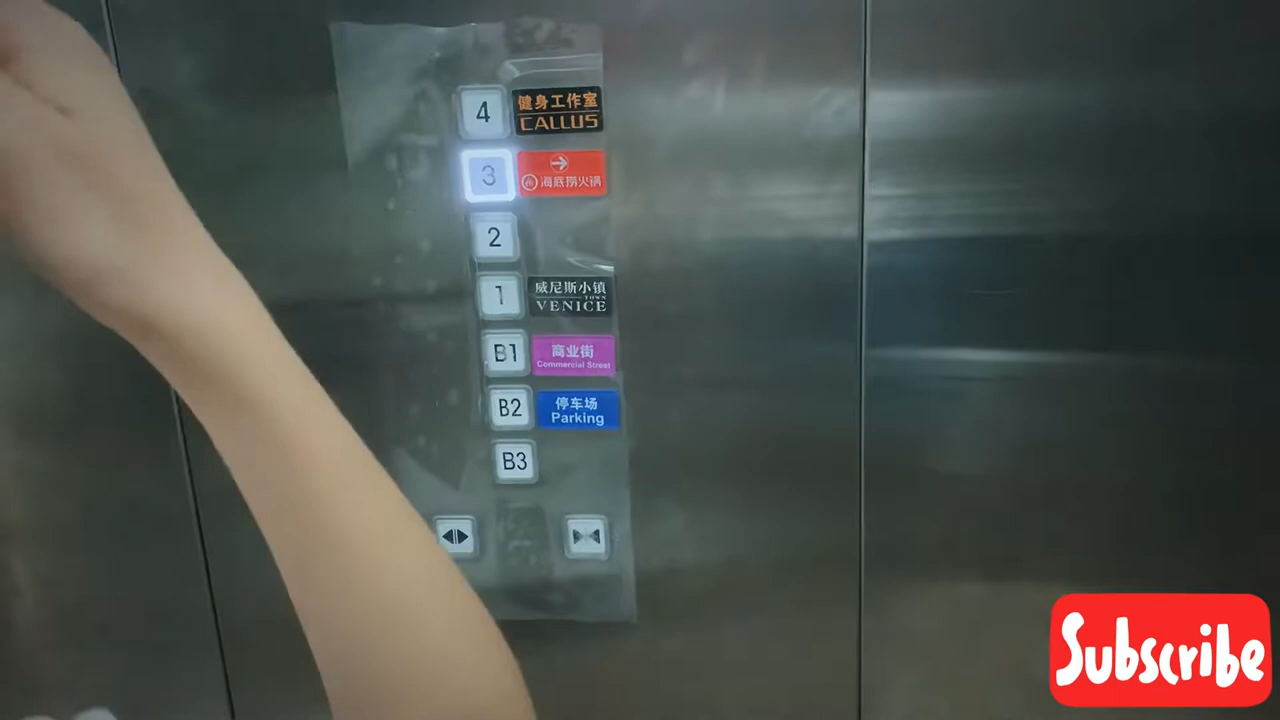 4
健身工作室
CALLUS
3
海底捞火锅
2
1
威尼斯小镇
TOWN
VENICE
B1
商业街
Commercial Street
B2
停车场
Parking
B3
Subscribe